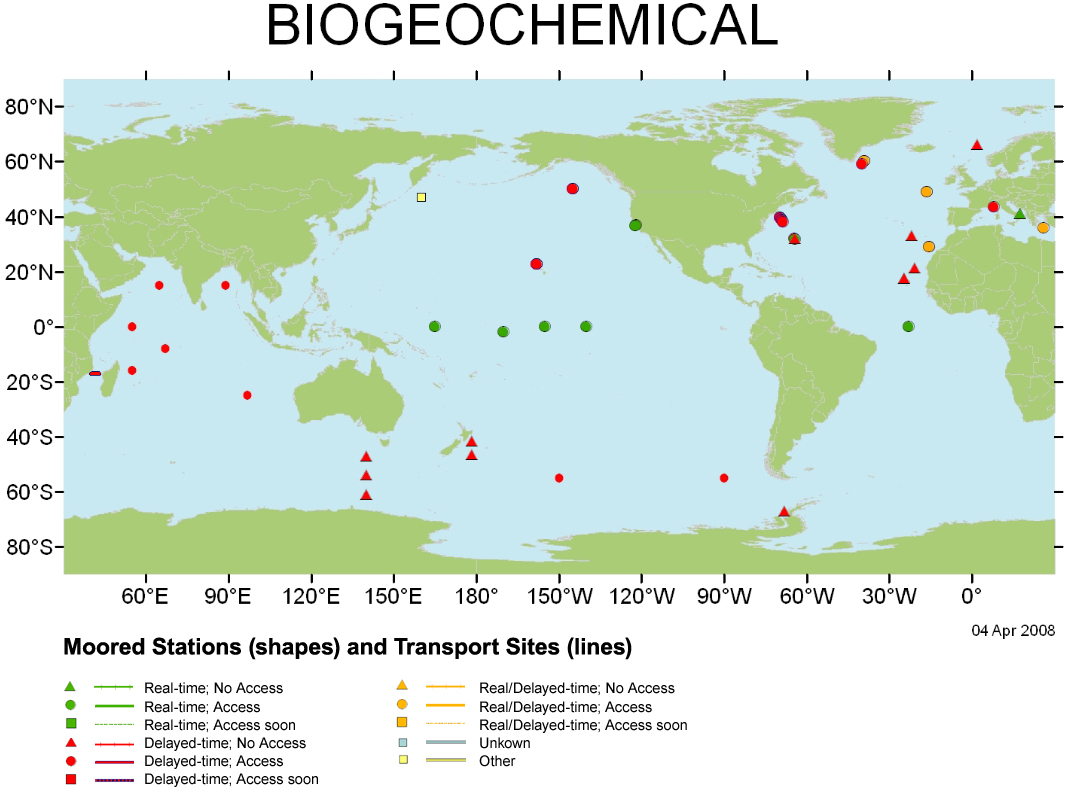 BIOGEOCHEMICAL
80°N
60°N
40°N
20°N
0°
20°S
40°S
60°S
80°S
60°E 90°E 120°E 150°E 180° 150°W 120°W 90°W 60°W 30°W 0°
04 Apr 2008
Moored Stations (shapes) and Transport Sites (lines)
Real-time; No Access
Real-time; Access
Real-time; Access soon
Delayed-time; No Access
Delayed-time; Access
Delayed-time; Access soon
Real/Delayed-time; No Access
Real/Delayed-time; Access
Real/Delayed-time; Access soon
Unkown
Other